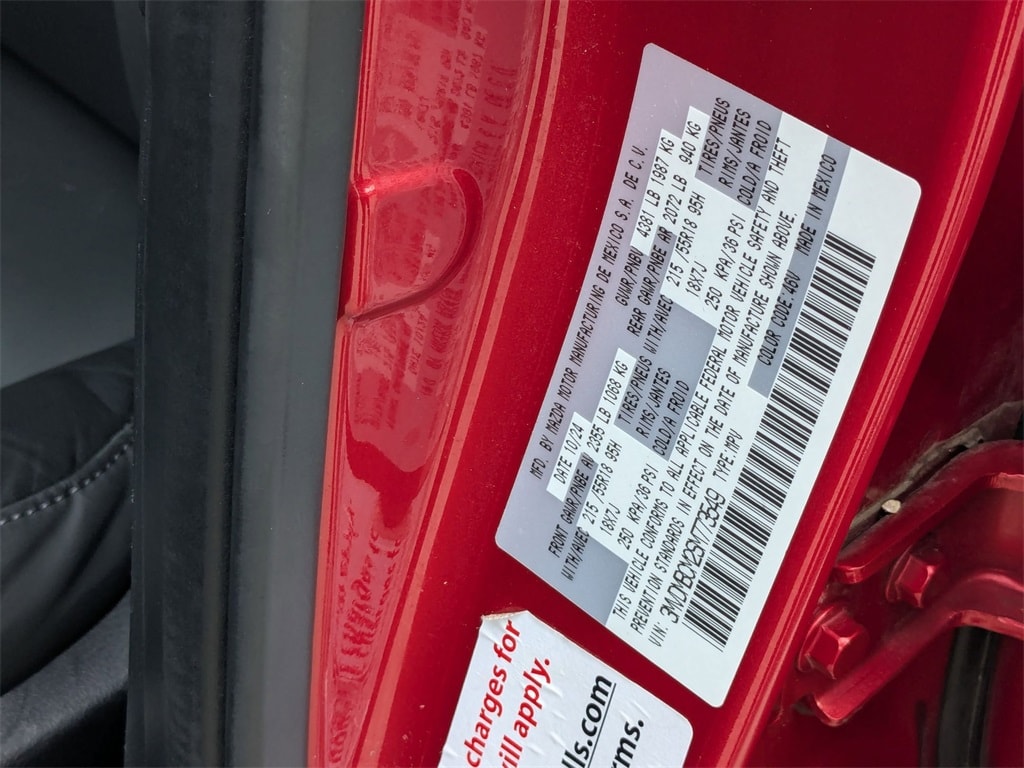 MFD. BY MAZDA MOTOR MANUFACTURING DE MEXICO S.A. DE C.V.
DATE 10/24 GVWR/PNBV 4381 LB 1987 KG
FRONT GAWR/PNBE AV 2355 LB 1068 KG REAR GAWR/PNBE AR 2072 LB 940 KG
WITH/AVEC 215 /55R18 95H TIRES/PNEUS WITH/AVEC 215 /55R18 95H TIRES/PNEUS
18X7J RIMS/JANTES 18X7J RIMS/JANTES
250 KPA/36 PSI COLD/A FROID 250 KPA/36 PSI COLD/A FROID
THIS VEHICLE CONFORMS TO ALL APPLICABLE FEDERAL MOTOR VEHICLE SAFETY AND THEFT
PREVENTION STANDARDS IN EFFECT ON THE DATE OF MANUFACTURE SHOWN ABOVE.
VIN: TYPE:MPV COLOR CODE:46V MADE IN MEXICO
charges for
will apply.
ls.com
rms.